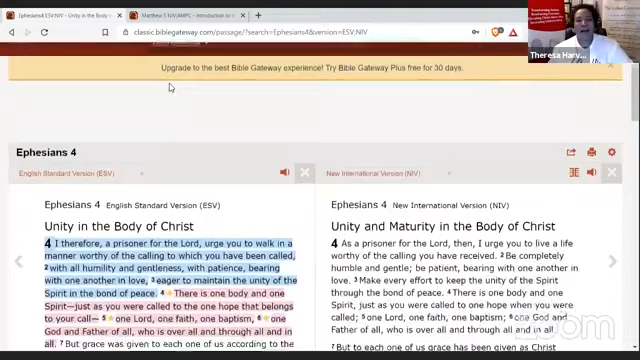 Ephesians4 ESV;NIV - Unity in the Body of
Matthew 5 NIV;AMPC - Introduction to
classic.biblegateway.com/passage/?search=Ephesians4&version=ESV;NIV
Theresa Harv
Upgrade to the best Bible Gateway experience! Try Bible Gateway Plus free for 30 days.
Ephesians 4
English Standard Version (ESV)
New International Version (NIV)
Ephesians 4 English Standard Version (ESV)
Unity in the Body of Christ
4 I therefore, a prisoner for the Lord, urge you to walk in a
manner worthy of the calling to which you have been called,
2 with all humility and gentleness, with patience, bearing
with one another in love, 3 eager to maintain the unity of the
Spirit in the bond of peace. 4 There is one body and one
Spirit—just as you were called to the one hope that belongs
to your call— 5 one Lord, one faith, one baptism, 6 one
God and Father of all, who is over all and through all and in
all. 7 But grace was given to each one of us according to the
Ephesians 4 New International Version (NIV)
Unity and Maturity in the Body of Christ
4 As a prisoner for the Lord, then, I urge you to live a life
worthy of the calling you have received. 2 Be completely
humble and gentle; be patient, bearing with one another in
love. 3 Make every effort to keep the unity of the Spirit
through the bond of peace. 4 There is one body and one
Spirit, just as you were called to one hope when you were
called; 5 one Lord, one faith, one baptism; 6 one God and
Father of all, who is over all and through all and in all.
7 But to each one of us grace has been given as Christ
zoom